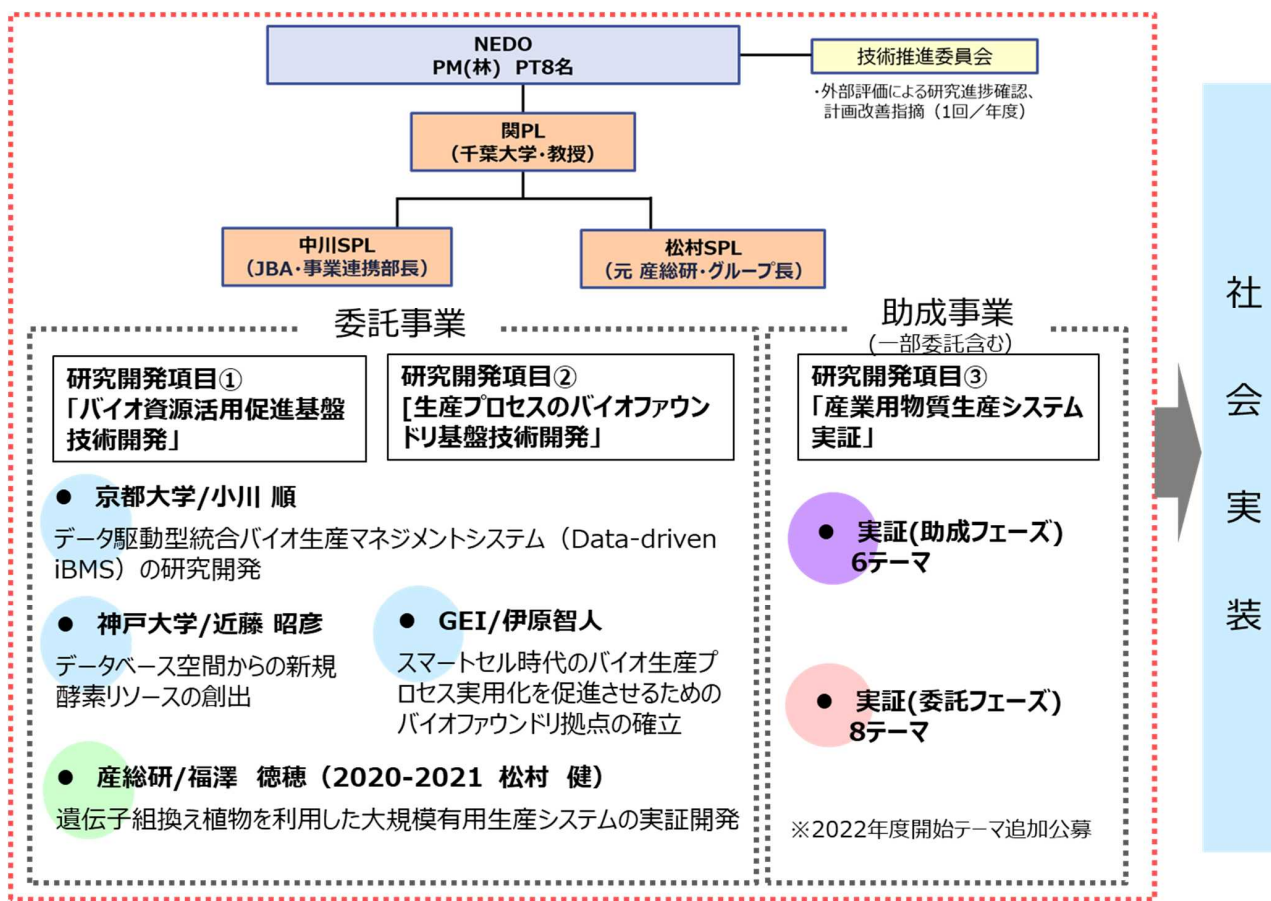 NEDO
PM(林) PT8名
技術推進委員会
・外部評価による研究進捗確認、
計画改善指摘（1回／年度）
関PL
（千葉大学・教授）
中川SPL
（JBA・事業連携部長）
松村SPL
（元 産総研・グループ長）
委託事業
研究開発項目①
「バイオ資源活用促進基盤
技術開発」
研究開発項目②
[生産プロセスのバイオファウン
ドリ基盤技術開発」
● 京都大学/小川 順
データ駆動型統合バイオ生産マネジメントシステム（Data-driven
iBMS）の研究開発
● 神戸大学/近藤 昭彦
データベース空間からの新規
酵素リソースの創出
● GEI/伊原智人
スマートセル時代のバイオ生産プ
ロセス実用化を促進させるための
バイオファウンドリ拠点の確立
● 産総研/福澤 徳穂（2020-2021 松村 健）
遺伝子組換え植物を利用した大規模有用生産システムの実証開発
助成事業
(一部委託含む)
研究開発項目③
「産業用物質生産システム
実証」
● 実証(助成フェーズ)
6テーマ
● 実証(委託フェーズ)
8テーマ
※2022年度開始テーマ追加公募
社会実装